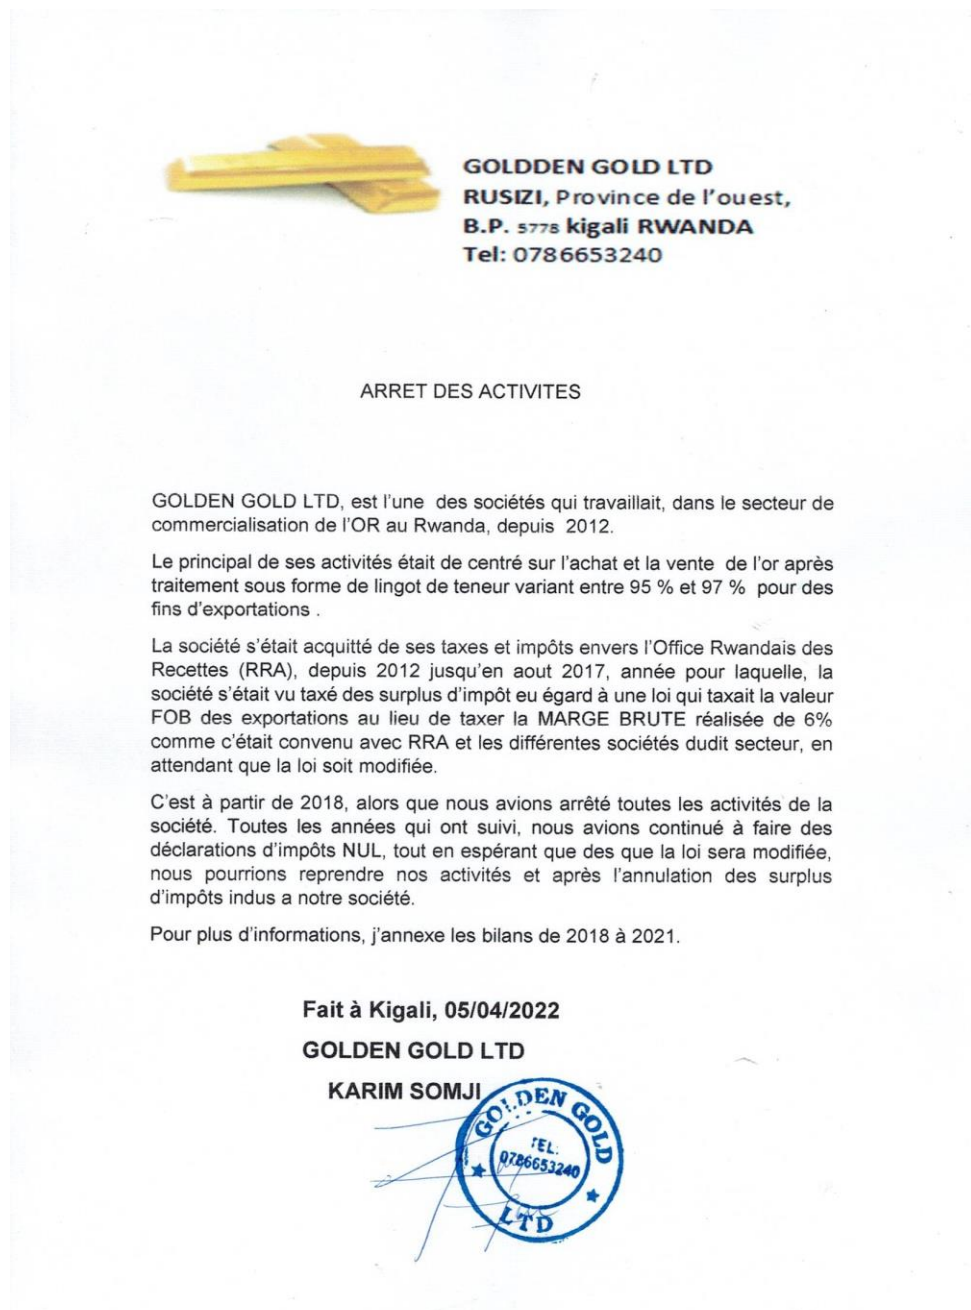 GOLDDEN GOLD LTD
RUSIZI, Province de l'ouest,
B.P. 5778 kigali RWANDA
Tel: 0786653240
ARRET DES ACTIVITES
GOLDEN GOLD LTD, est l'une des sociétés qui travaillait, dans le secteur de
commercialisation de l'OR au Rwanda, depuis 2012.
Le principal de ses activités était de centré sur l'achat et la vente de l'or après
traitement sous forme de lingot de teneur variant entre 95 % et 97 % pour des
fins d'exportations .
La société s'était acquitté de ses taxes et impôts envers l'Office Rwandais des
Recettes (RRA), depuis 2012 jusqu'en aout 2017, année pour laquelle, la
société s'était vu taxé des surplus d'impôt eu égard à une loi qui taxait la valeur
FOB des exportations au lieu de taxer la MARGE BRUTE réalisée de 6%
comme c'était convenu avec RRA et les différentes sociétés dudit secteur, en
attendant que la loi soit modifiée.
C'est à partir de 2018, alors que nous avions arrêté toutes les activités de la
société. Toutes les années qui ont suivi, nous avions continué à faire des
déclarations d'impôts NUL, tout en espérant que des que la loi sera modifiée,
nous pourrions reprendre nos activités et après l'annulation des surplus
d'impôts indus a notre société.
Pour plus d'informations, j'annexe les bilans de 2018 à 2021.
Fait à Kigali, 05/04/2022
GOLDEN GOLD LTD
KARIM SOMJI
GOLDEN GOLD
TEL:
0786653240
LTD